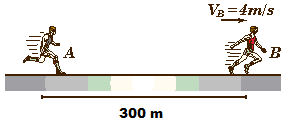 V_B = 4m/s
A
B
300 m